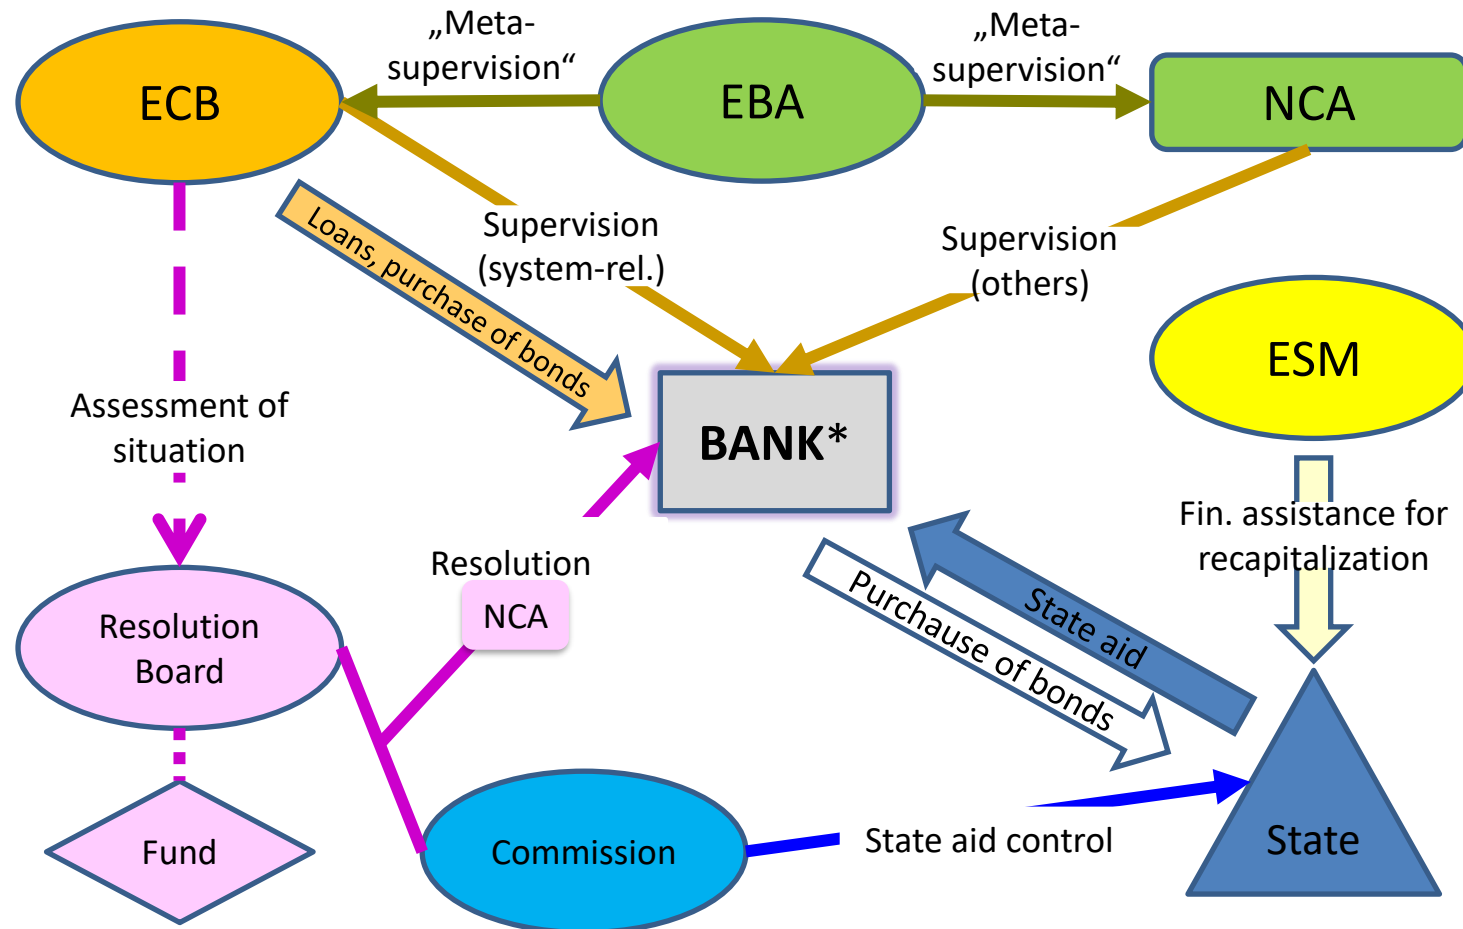 „Meta-
supervision“
„Meta-
supervision“
ECB
EBA
NCA
Supervision
(system-rel.)
Supervision
(others)
Loans, purchase of bonds
ESM
Assessment of
situation
BANK*
Fin. assistance for
recapitalization
Resolution
NCA
State aid
Purchause of bonds
Resolution
Board
Fund
Commission
State aid control
State